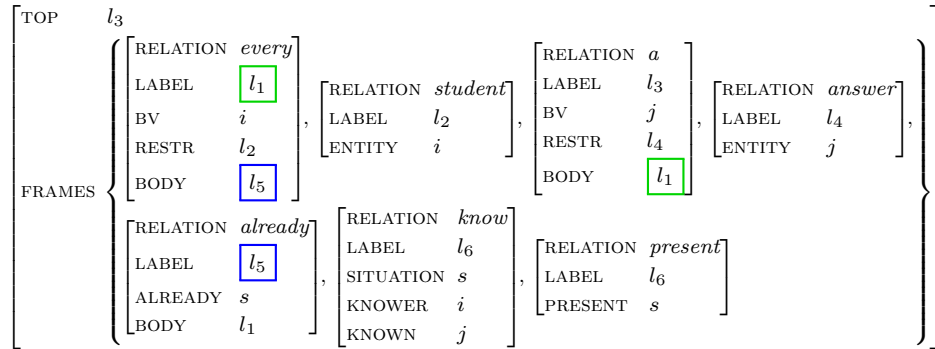 TOP l₃
FRAMES
RELATION every
LABEL l₁
BV i
RESTR l₂
BODY l₅
,
RELATION student
LABEL l₂
ENTITY i
,
RELATION a
LABEL l₃
BV j
RESTR l₄
BODY l₁
,
RELATION answer
LABEL l₄
ENTITY j
,
RELATION already
LABEL l₅
ALREADY s
BODY l₁
,
RELATION know
LABEL l₆
SITUATION s
KNOWER i
KNOWN j
,
RELATION present
LABEL l₆
PRESENT s